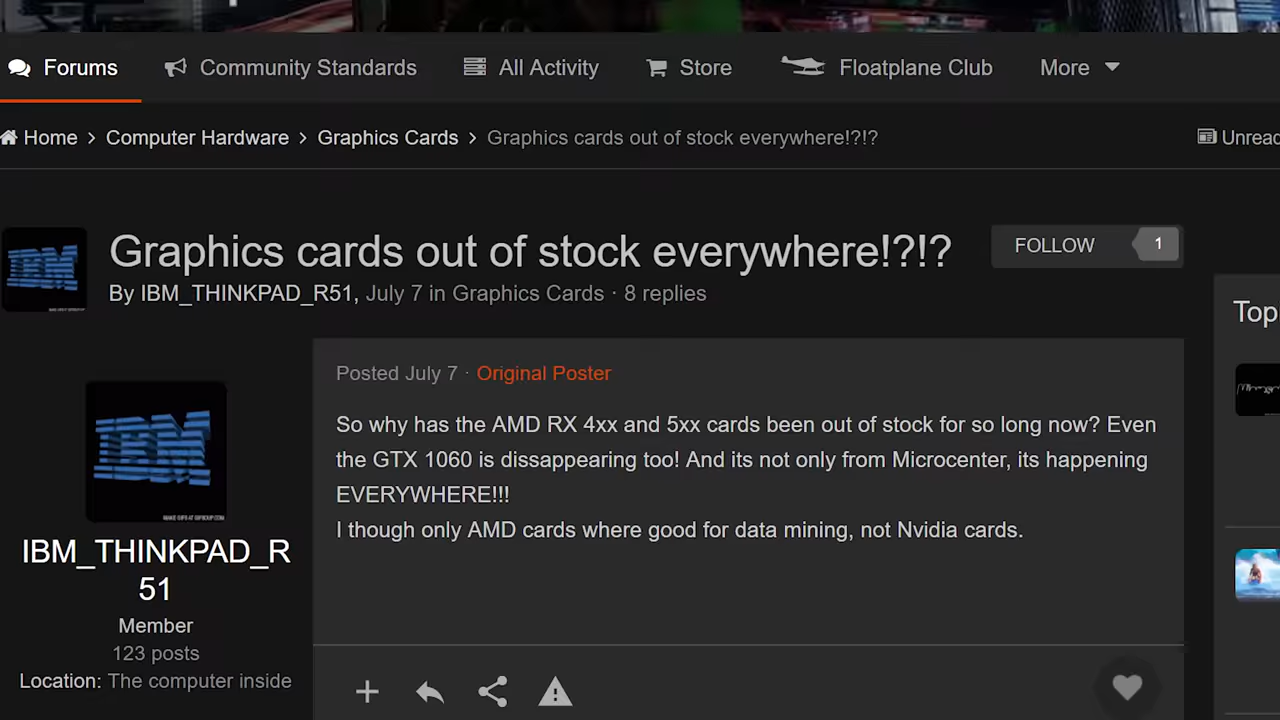 Forums Community Standards All Activity Store Floatplane Club More
Home > Computer Hardware > Graphics Cards > Graphics cards out of stock everywhere!?!?
IBM
Graphics cards out of stock everywhere!?!?
FOLLOW 1
By IBM_THINKPAD_R51, July 7 in Graphics Cards · 8 replies
Top
Posted July 7 · Original Poster
So why has the AMD RX 4xx and 5xx cards been out of stock for so long now? Even
the GTX 1060 is dissappearing too! And its not only from Microcenter, its happening
EVERYWHERE!!!
I though only AMD cards where good for data mining, not Nvidia cards.
IBM
IBM_THINKPAD_R
51
Member
123 posts
Location: The computer inside